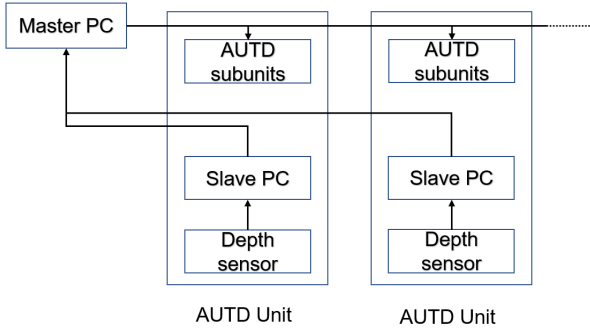 Master PC
AUTD
subunits
AUTD
subunits
Slave PC
Slave PC
Depth
sensor
Depth
sensor
AUTD Unit
AUTD Unit